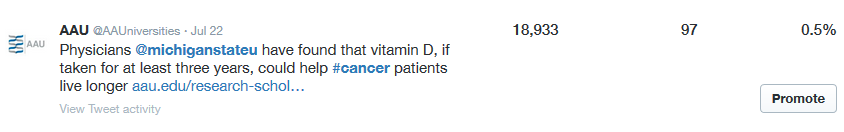 AAU @AAUniversities · Jul 22 18,933 97 0.5%
AAU
Physicians @michiganstateu have found that vitamin D, if
taken for at least three years, could help #cancer patients
live longer aau.edu/research-schol…
Promote
View Tweet activity